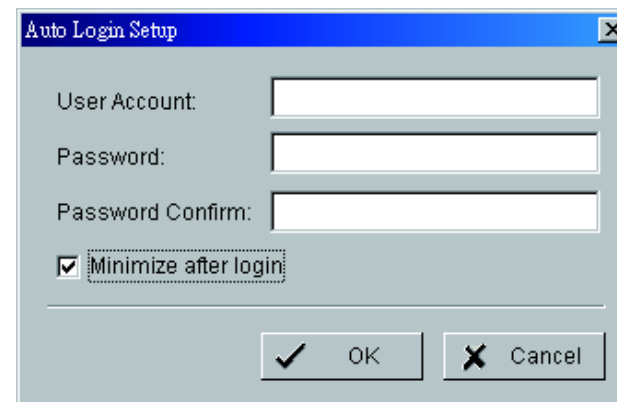 Auto Login Setup
User Account:
Password:
Password Confirm:
Minimize after login
OK
Cancel